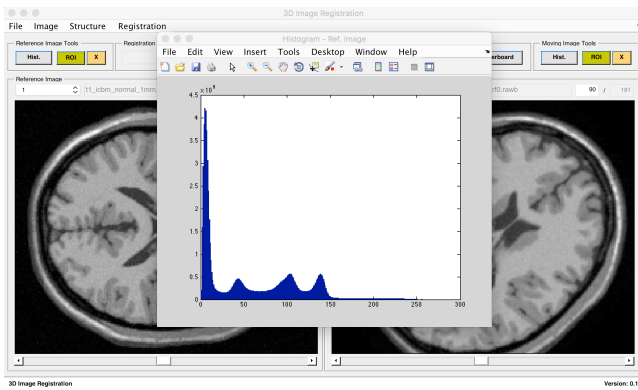 3D Image Registration
File Image Structure Registration
Histogram - Ref. Image
File Edit View Insert Tools Desktop Window Help
Reference Image Tools
Registration
Moving Image Tools
Hist. ROI X
erboard
Hist. ROI X
Reference Image
1 t1_icbm_normal_1mm
rf0.rawb 90 / 181
4.5 × 10⁵
4
3.5
3
2.5
2
1.5
1
0.5
0
0 50 100 150 200 250 300
3D Image Registration
Version: 0.1